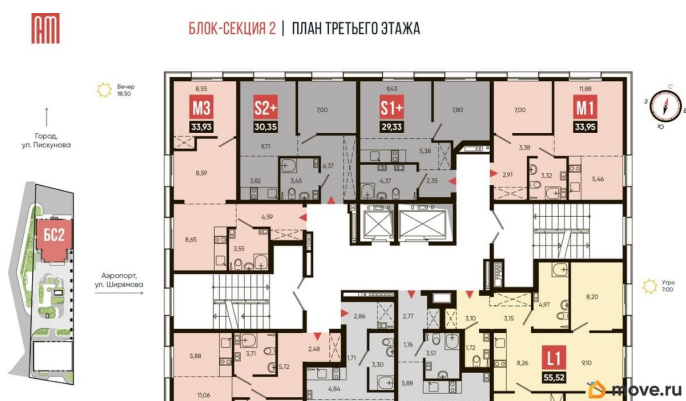 АМ
БЛОК-СЕКЦИЯ 2 | ПЛАН ТРЕТЬЕГО ЭТАЖА
Вечер
18:30
Город,
ул. Пискунова
БС2
Аэропорт,
ул. Ширямова
С
З
В
Ю
Утро
7:00
8,55
М3
33,93
8,59
8,65
3,55
4,59
S2+
30,35
7,00
9,71
3,82
3,45
6,37
9,43
S1+
29,33
7,80
5,38
4,37
2,35
7,00
11,88
М1
33,95
3,38
2,91
3,32
5,46
5,88
3,71
5,72
2,48
11,06
2,86
1,71
3,30
4,84
2,77
1,76
3,51
5,88
3,10
1,72
3,15
4,97
8,20
8,26
L1
55,52
9,10
move.ru